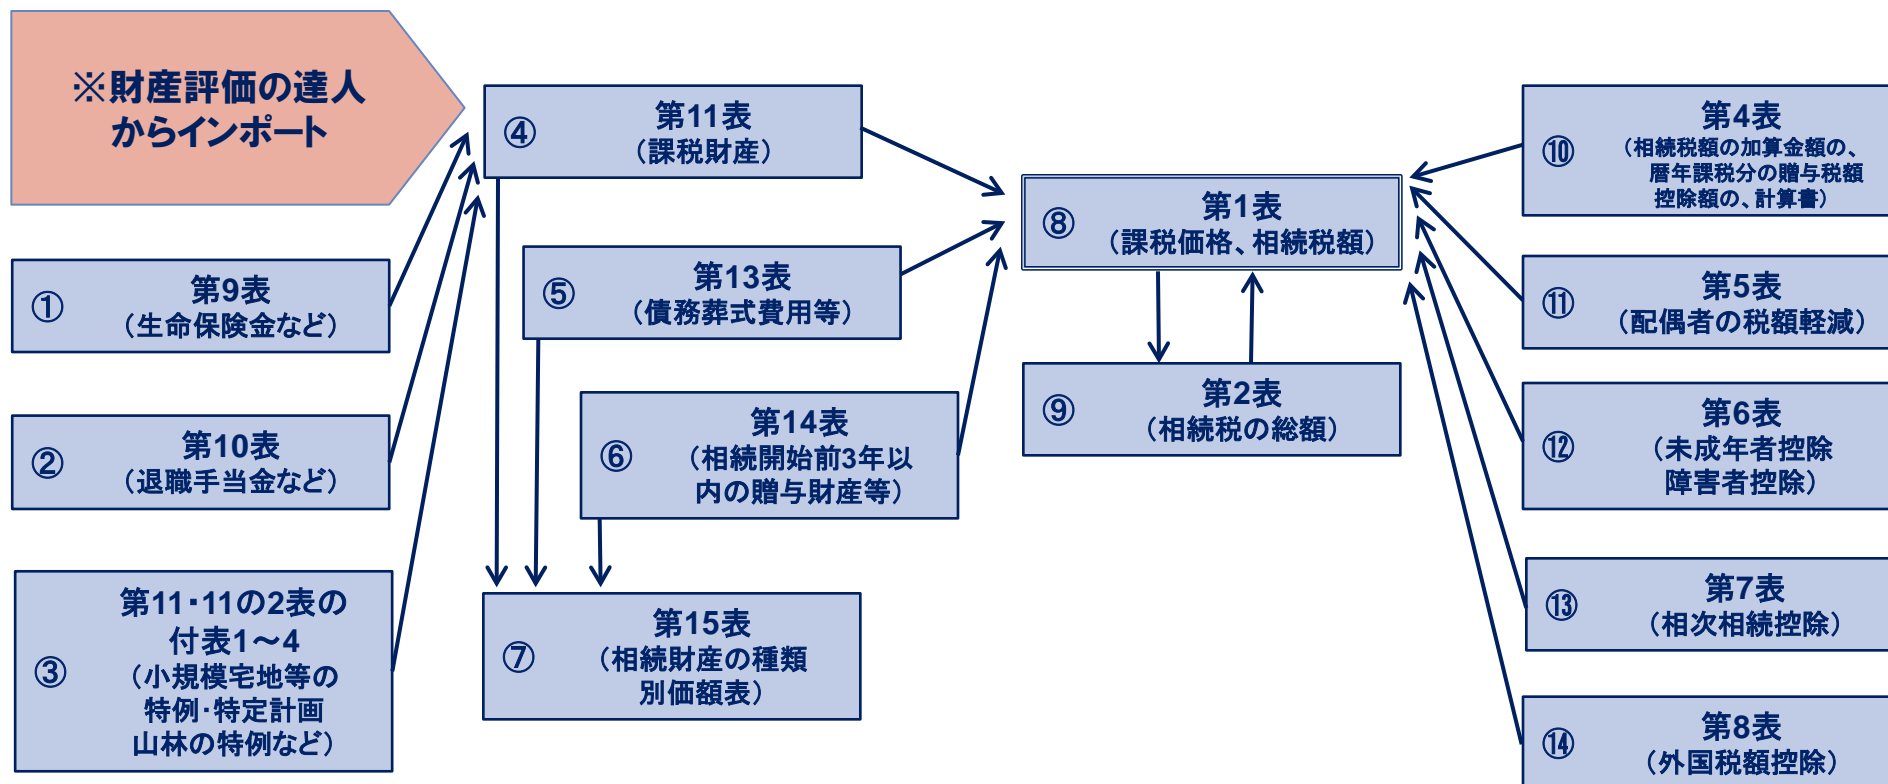 ※財産評価の達人
からインポート
①
第9表
（生命保険金など）
②
第10表
（退職手当金など）
③
第11・11の2表の
付表1～4
（小規模宅地等の
特例・特定計画
山林の特例など）
④
第11表
（課税財産）
⑤
第13表
（債務葬式費用等）
⑥
第14表
（相続開始前3年以
内の贈与財産等）
⑦
第15表
（相続財産の種類
別価額表）
⑧
第1表
（課税価格、相続税額）
⑨
第2表
（相続税の総額）
⑩
第4表
（相続税額の加算金額の、
暦年課税分の贈与税額
控除額の、計算書）
⑪
第5表
（配偶者の税額軽減）
⑫
第6表
（未成年者控除
障害者控除）
⑬
第7表
（相次相続控除）
⑭
第8表
（外国税額控除）